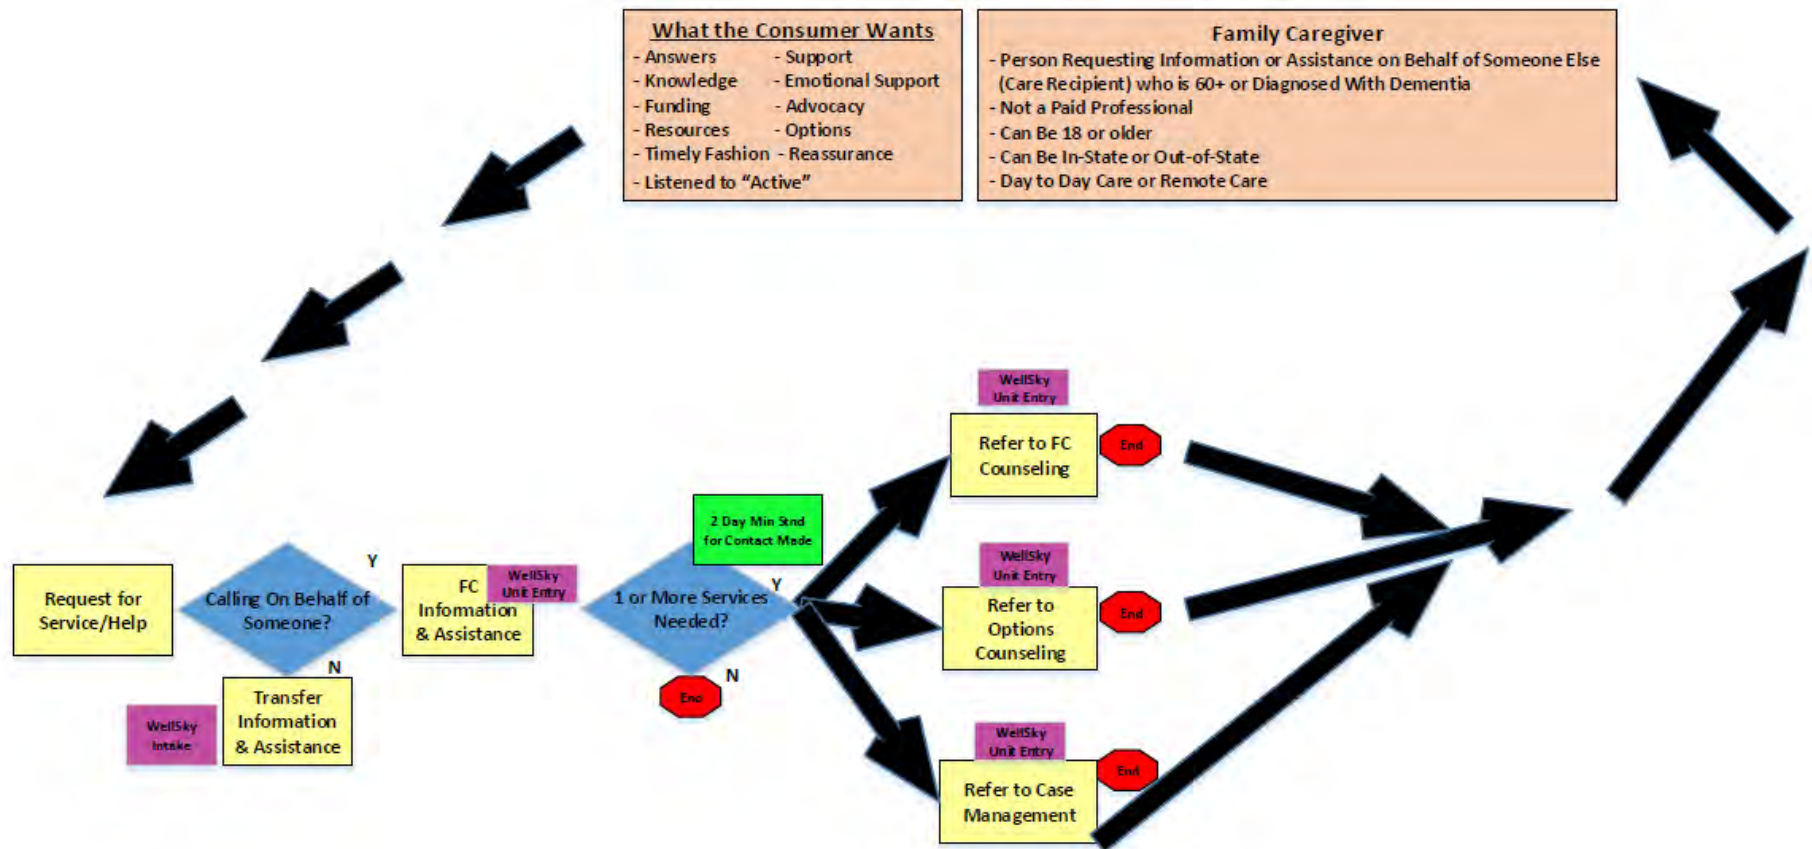 What the Consumer Wants
- Answers - Support
- Knowledge - Emotional Support
- Funding - Advocacy
- Resources - Options
- Timely Fashion - Reassurance
- Listened to “Active”
Family Caregiver
- Person Requesting Information or Assistance on Behalf of Someone Else
(Care Recipient) who is 60+ or Diagnosed With Dementia
- Not a Paid Professional
- Can Be 18 or older
- Can Be In-State or Out-of-State
- Day to Day Care or Remote Care
Request for
Service/Help
Calling On Behalf of
Someone?
Y
N
Transfer
Information
& Assistance
WellSky
Intake
FC
Information
& Assistance
WellSky
Unit Entry
2 Day Min Stnd
for Contact Made
1 or More Services
Needed?
Y
N
End
WellSky
Unit Entry
Refer to FC
Counseling
End
WellSky
Unit Entry
Refer to
Options
Counseling
End
WellSky
Unit Entry
Refer to Case
Management
End